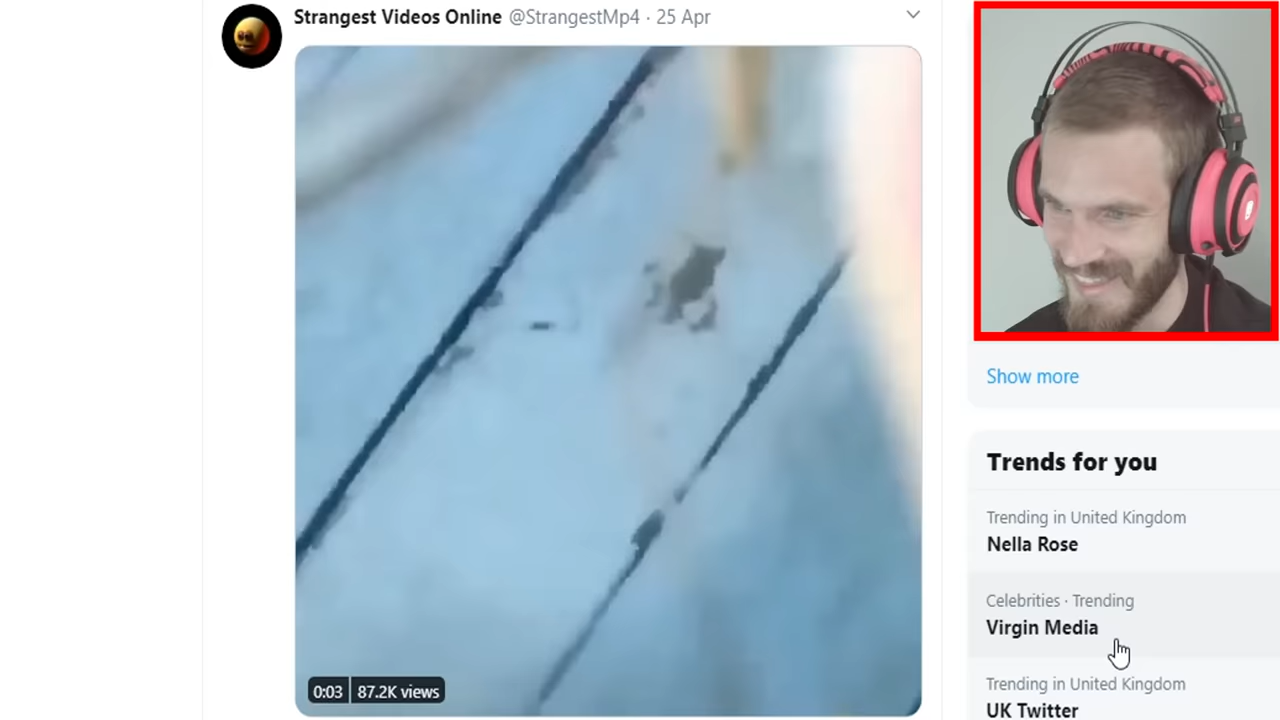 Strangest Videos Online @StrangestMp4 · 25 Apr
0:03 87.2K views
Show more
Trends for you
Trending in United Kingdom
Nella Rose
Celebrities · Trending
Virgin Media
Trending in United Kingdom
UK Twitter